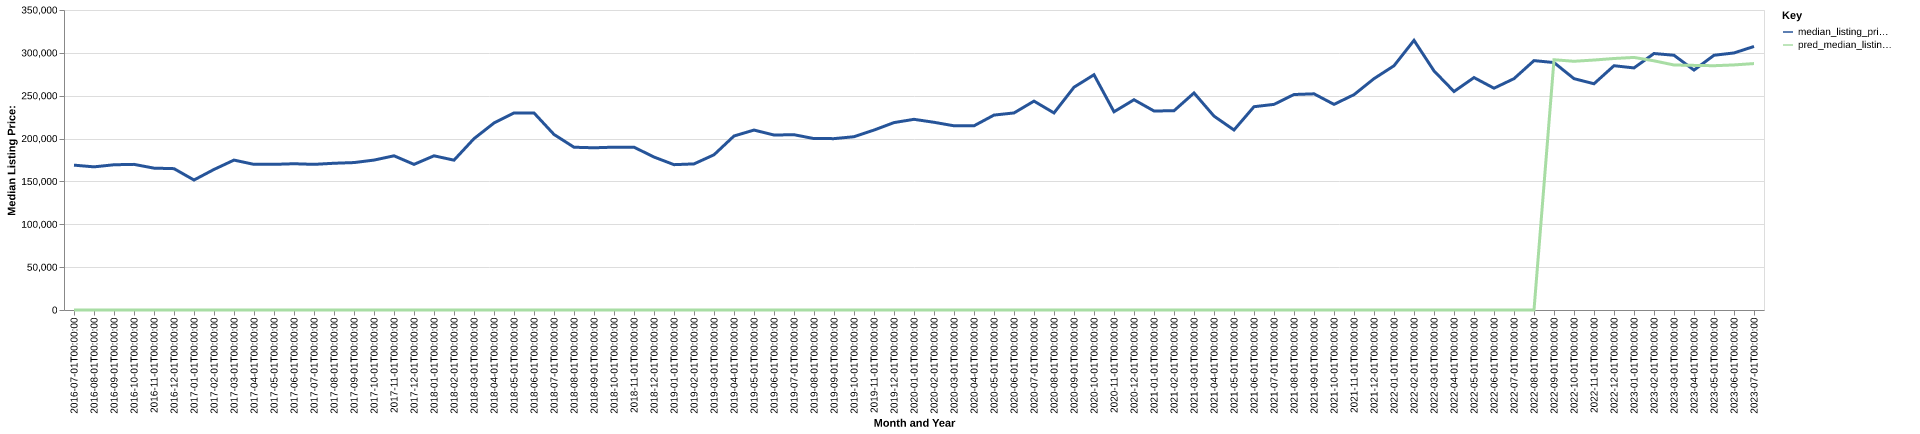 350,000
300,000
250,000
200,000
150,000
100,000
50,000
0
Median Listing Price:
2016-07-01T00:00:00
2016-08-01T00:00:00
2016-09-01T00:00:00
2016-10-01T00:00:00
2016-11-01T00:00:00
2016-12-01T00:00:00
2017-01-01T00:00:00
2017-02-01T00:00:00
2017-03-01T00:00:00
2017-04-01T00:00:00
2017-05-01T00:00:00
2017-06-01T00:00:00
2017-07-01T00:00:00
2017-08-01T00:00:00
2017-09-01T00:00:00
2017-10-01T00:00:00
2017-11-01T00:00:00
2017-12-01T00:00:00
2018-01-01T00:00:00
2018-02-01T00:00:00
2018-03-01T00:00:00
2018-04-01T00:00:00
2018-05-01T00:00:00
2018-06-01T00:00:00
2018-07-01T00:00:00
2018-08-01T00:00:00
2018-09-01T00:00:00
2018-10-01T00:00:00
2018-11-01T00:00:00
2018-12-01T00:00:00
2019-01-01T00:00:00
2019-02-01T00:00:00
2019-03-01T00:00:00
2019-04-01T00:00:00
2019-05-01T00:00:00
2019-06-01T00:00:00
2019-07-01T00:00:00
2019-08-01T00:00:00
2019-09-01T00:00:00
2019-10-01T00:00:00
2019-11-01T00:00:00
2019-12-01T00:00:00
2020-01-01T00:00:00
2020-02-01T00:00:00
2020-03-01T00:00:00
2020-04-01T00:00:00
2020-05-01T00:00:00
2020-06-01T00:00:00
2020-07-01T00:00:00
2020-08-01T00:00:00
2020-09-01T00:00:00
2020-10-01T00:00:00
2020-11-01T00:00:00
2020-12-01T00:00:00
2021-01-01T00:00:00
2021-02-01T00:00:00
2021-03-01T00:00:00
2021-04-01T00:00:00
2021-05-01T00:00:00
2021-06-01T00:00:00
2021-07-01T00:00:00
2021-08-01T00:00:00
2021-09-01T00:00:00
2021-10-01T00:00:00
2021-11-01T00:00:00
2021-12-01T00:00:00
2022-01-01T00:00:00
2022-02-01T00:00:00
2022-03-01T00:00:00
2022-04-01T00:00:00
2022-05-01T00:00:00
2022-06-01T00:00:00
2022-07-01T00:00:00
2022-08-01T00:00:00
2022-09-01T00:00:00
2022-10-01T00:00:00
2022-11-01T00:00:00
2022-12-01T00:00:00
2023-01-01T00:00:00
2023-02-01T00:00:00
2023-03-01T00:00:00
2023-04-01T00:00:00
2023-05-01T00:00:00
2023-06-01T00:00:00
2023-07-01T00:00:00
Month and Year
Key
median_listing_pri…
pred_median_listin…